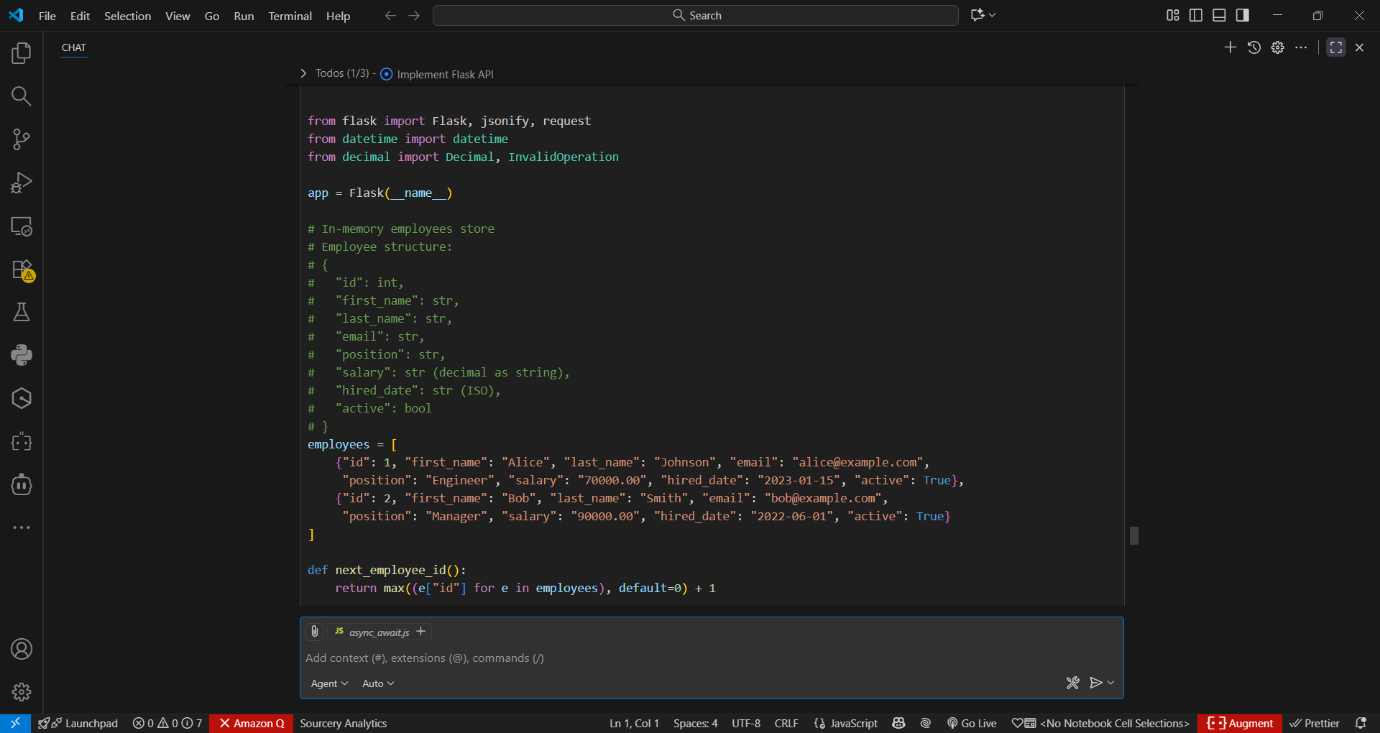 File Edit Selection View Go Run Terminal Help
Search
CHAT
Todos (1/3) - Implement Flask API
from flask import Flask, jsonify, request
from datetime import datetime
from decimal import Decimal, InvalidOperation
app = Flask(__name__)
# In-memory employees store
# Employee structure:
# {
#   "id": int,
#   "first_name": str,
#   "last_name": str,
#   "email": str,
#   "position": str,
#   "salary": str (decimal as string),
#   "hired_date": str (ISO),
#   "active": bool
# }
employees = [
    {"id": 1, "first_name": "Alice", "last_name": "Johnson", "email": "alice@example.com",
     "position": "Engineer", "salary": "70000.00", "hired_date": "2023-01-15", "active": True},
    {"id": 2, "first_name": "Bob", "last_name": "Smith", "email": "bob@example.com",
     "position": "Manager", "salary": "90000.00", "hired_date": "2022-06-01", "active": True}
]
def next_employee_id():
    return max((e["id"] for e in employees), default=0) + 1
JS async_await.js +
Add context (#), extensions (@), commands (/)
Agent Auto
Launchpad 0 0 7 Amazon Q Sourcery Analytics Ln 1, Col 1 Spaces: 4 UTF-8 CRLF {} JavaScript Go Live <No Notebook Cell Selections> Augment Prettier